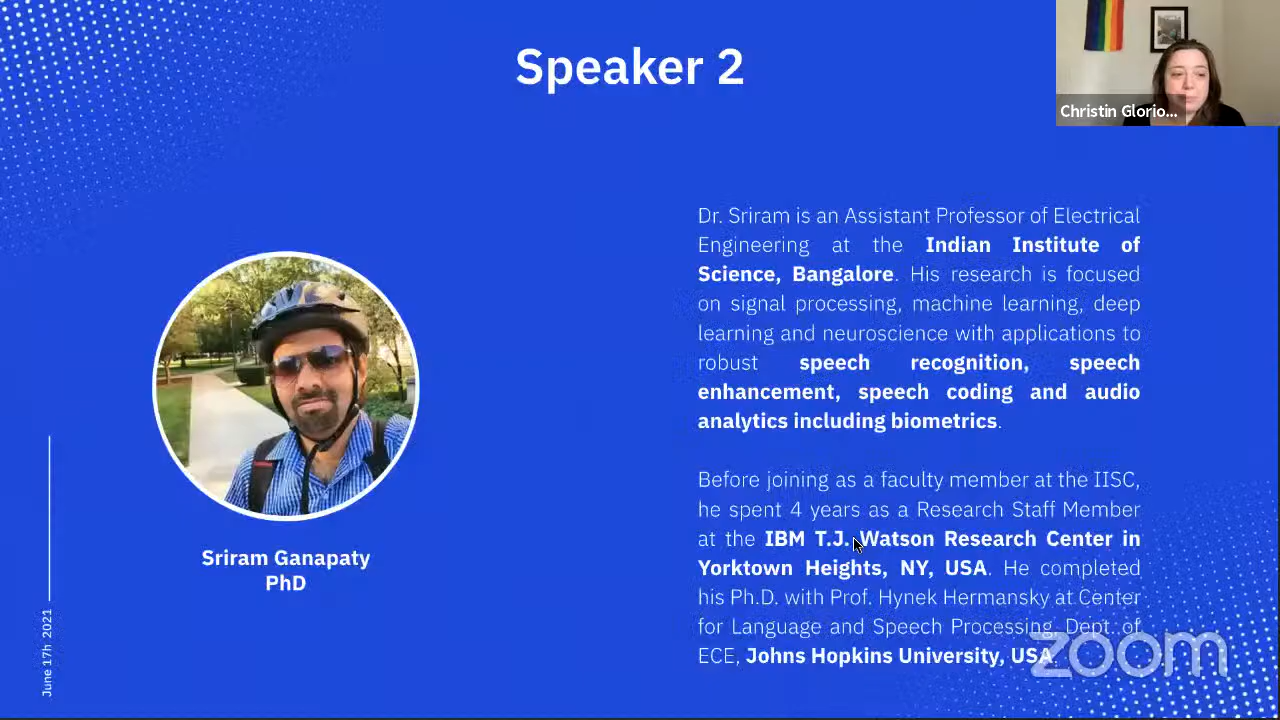 Speaker 2
Christin Glorio...
Dr. Sriram is an Assistant Professor of Electrical
Engineering at the Indian Institute of
Science, Bangalore. His research is focused
on signal processing, machine learning, deep
learning and neuroscience with applications to
robust speech recognition, speech
enhancement, speech coding and audio
analytics including biometrics.
Before joining as a faculty member at the IISC,
he spent 4 years as a Research Staff Member
at the IBM T.J. Watson Research Center in
Yorktown Heights, NY, USA. He completed
his Ph.D. with Prof. Hynek Hermansky at Center
for Language and Speech Processing, Dept. of
ECE, Johns Hopkins University, USA.
Sriram Ganapaty
PhD
June 17h 2021
zoom